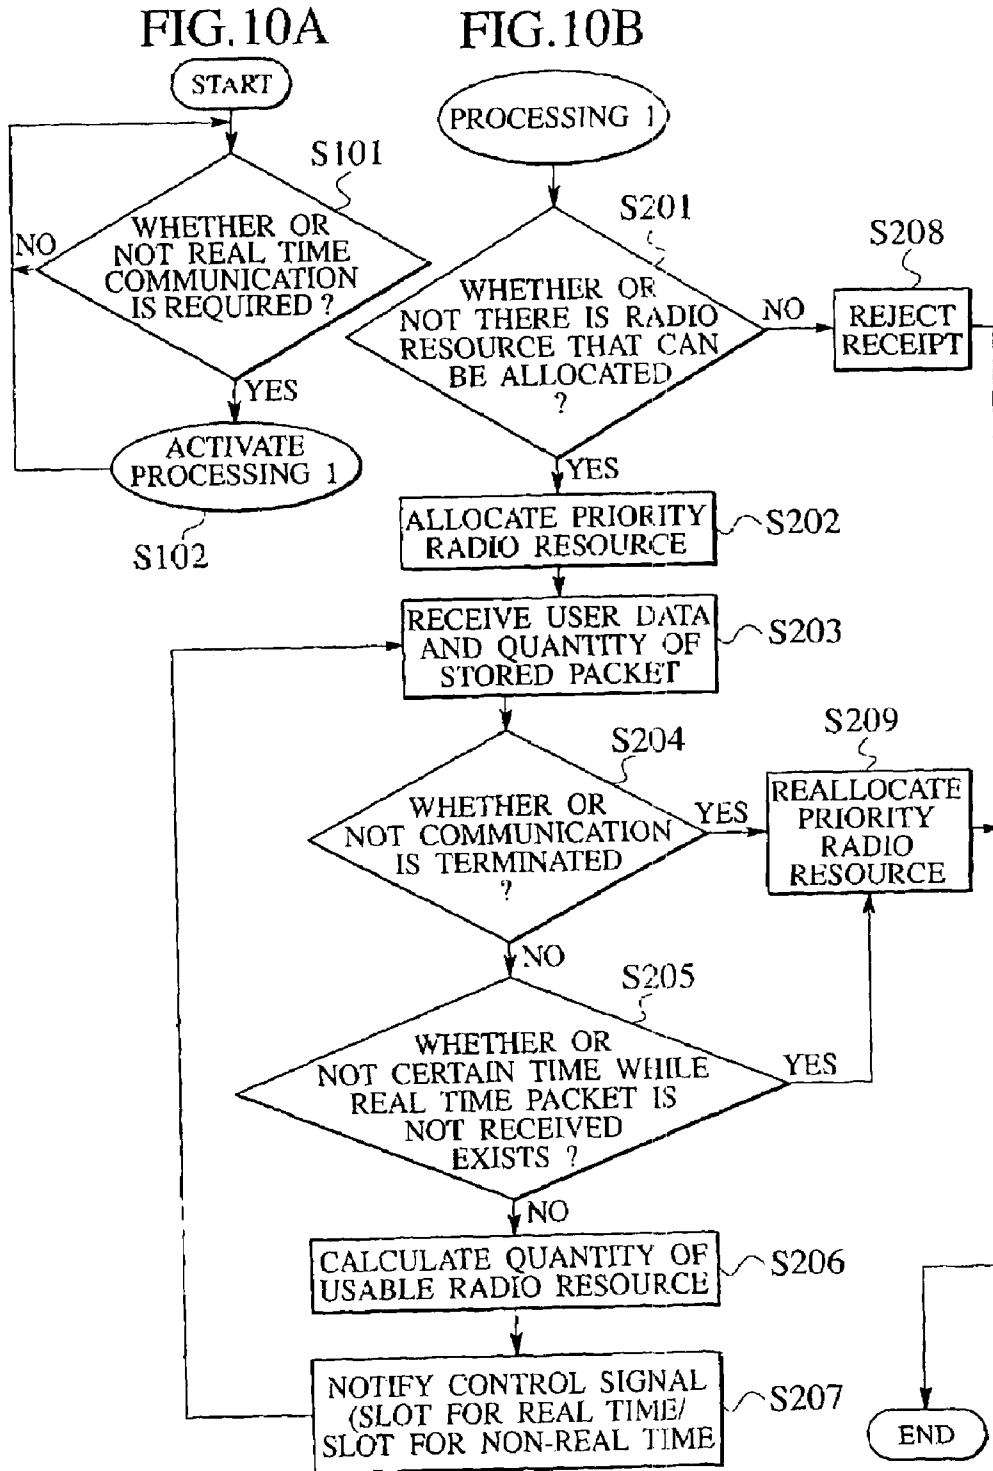 FIG.10A
START
S101
WHETHER OR
NOT REAL TIME
COMMUNICATION
IS REQUIRED ?
NO
YES
ACTIVATE
PROCESSING 1
S102
FIG.10B
PROCESSING 1
S201
WHETHER OR
NOT THERE IS RADIO
RESOURCE THAT CAN
BE ALLOCATED
?
NO
S208
REJECT
RECEIPT
YES
ALLOCATE PRIORITY
RADIO RESOURCE
S202
RECEIVE USER DATA
AND QUANTITY OF
STORED PACKET
S203
S204
WHETHER OR
NOT COMMUNICATION
IS TERMINATED
?
YES
S209
REALLOCATE
PRIORITY
RADIO
RESOURCE
NO
S205
WHETHER OR
NOT CERTAIN TIME WHILE
REAL TIME PACKET IS
NOT RECEIVED
EXISTS ?
YES
NO
CALCULATE QUANTITY OF
USABLE RADIO RESOURCE
S206
NOTIFY CONTROL SIGNAL
(SLOT FOR REAL TIME/
SLOT FOR NON-REAL TIME
S207
END